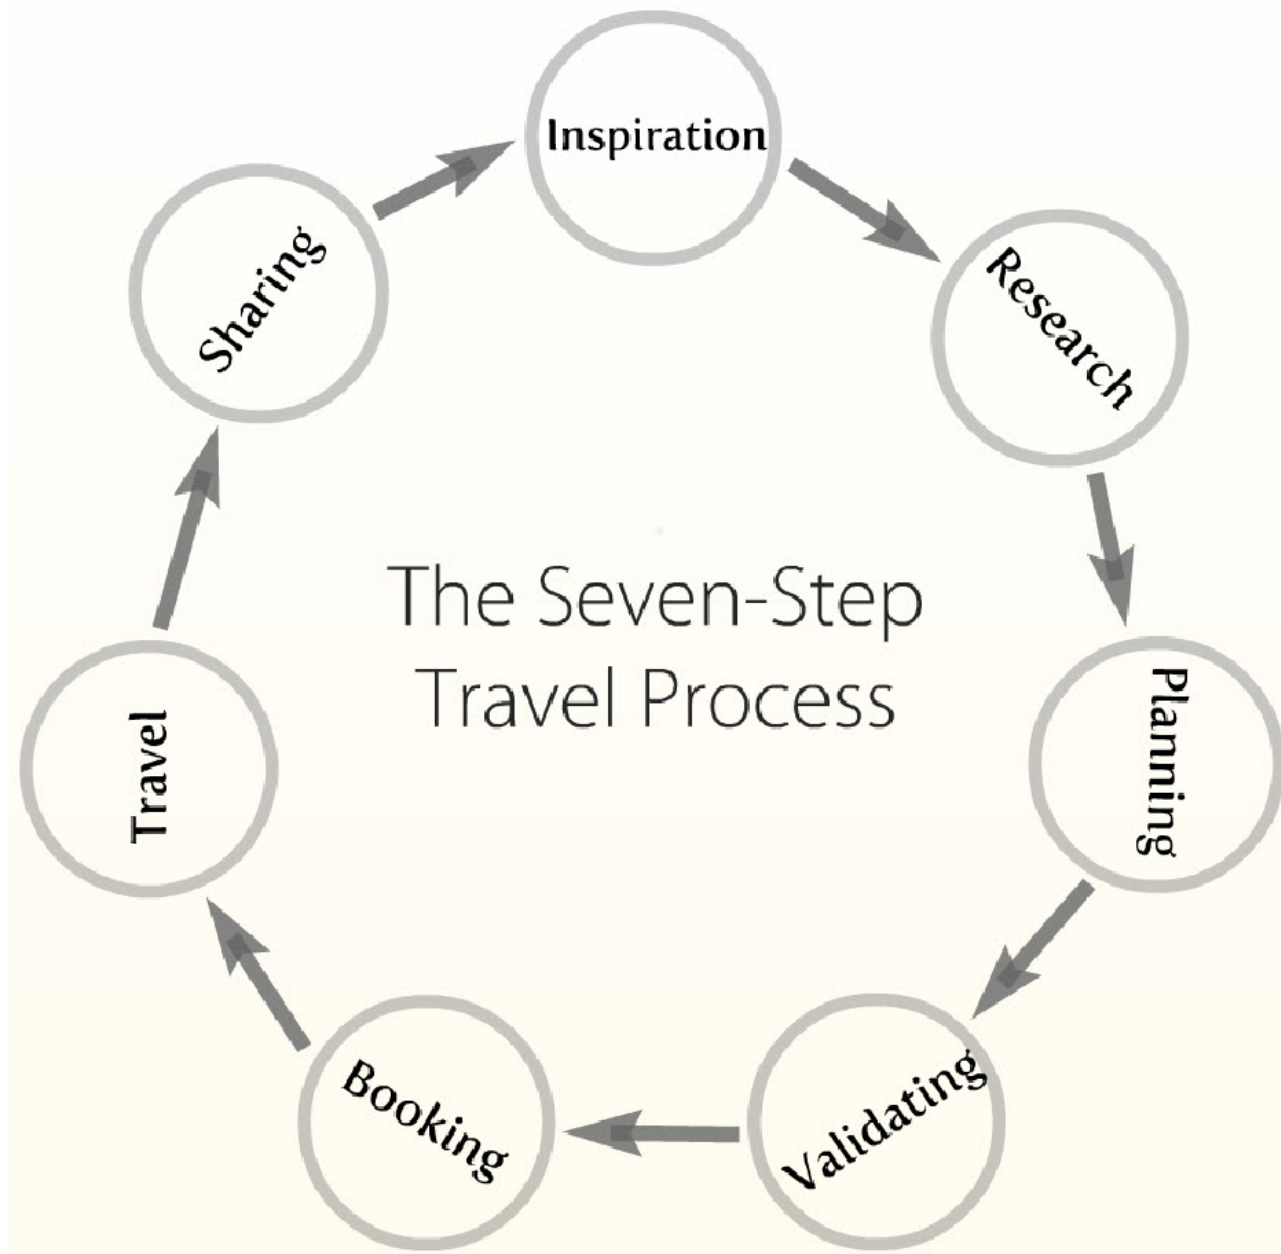 Inspiration
Research
Planning
Validating
Booking
Travel
Sharing
The Seven-Step
Travel Process